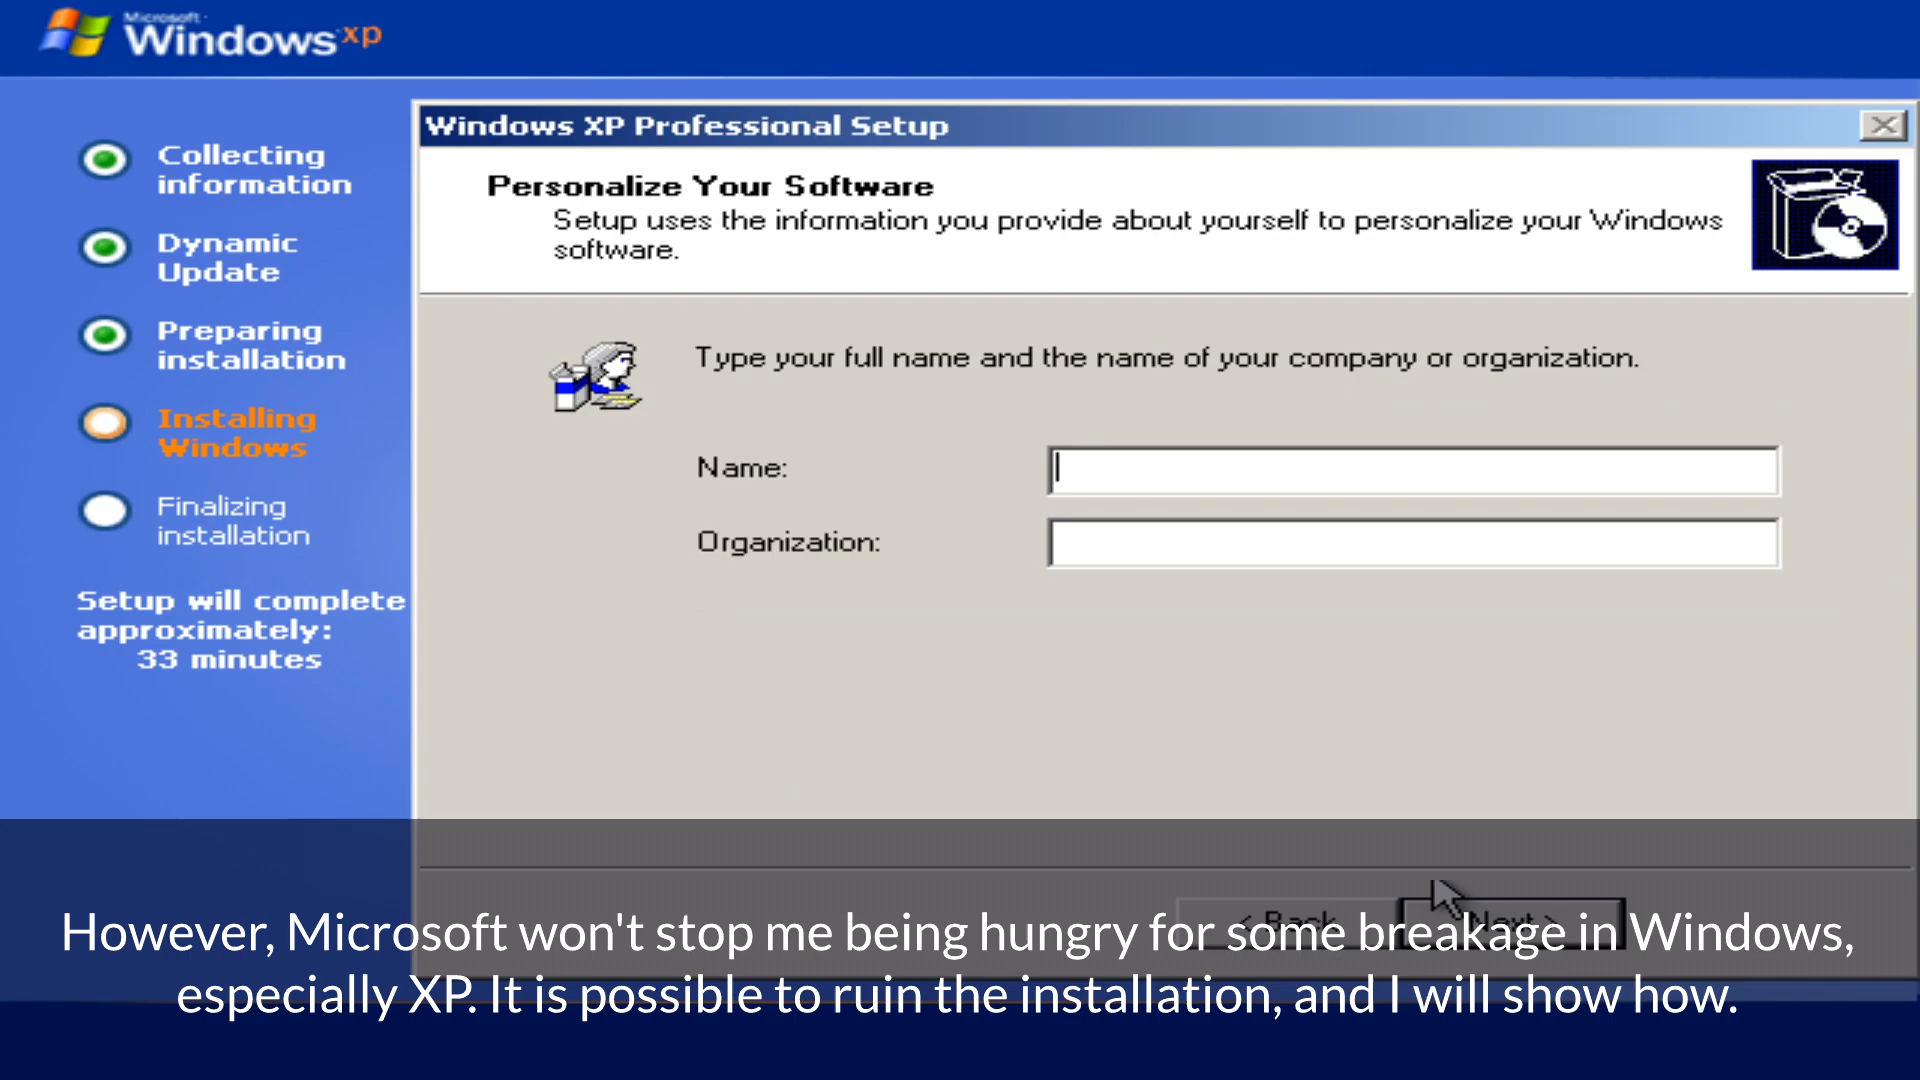 Microsoft
Windows xp
Collecting
information
Dynamic
Update
Preparing
installation
Installing
Windows
Finalizing
installation
Setup will complete
approximately:
33 minutes
Windows XP Professional Setup
Personalize Your Software
Setup uses the information you provide about yourself to personalize your Windows
software.
Type your full name and the name of your company or organization.
Name:
Organization:
< Back
Next >
However, Microsoft won't stop me being hungry for some breakage in Windows,
especially XP. It is possible to ruin the installation, and I will show how.